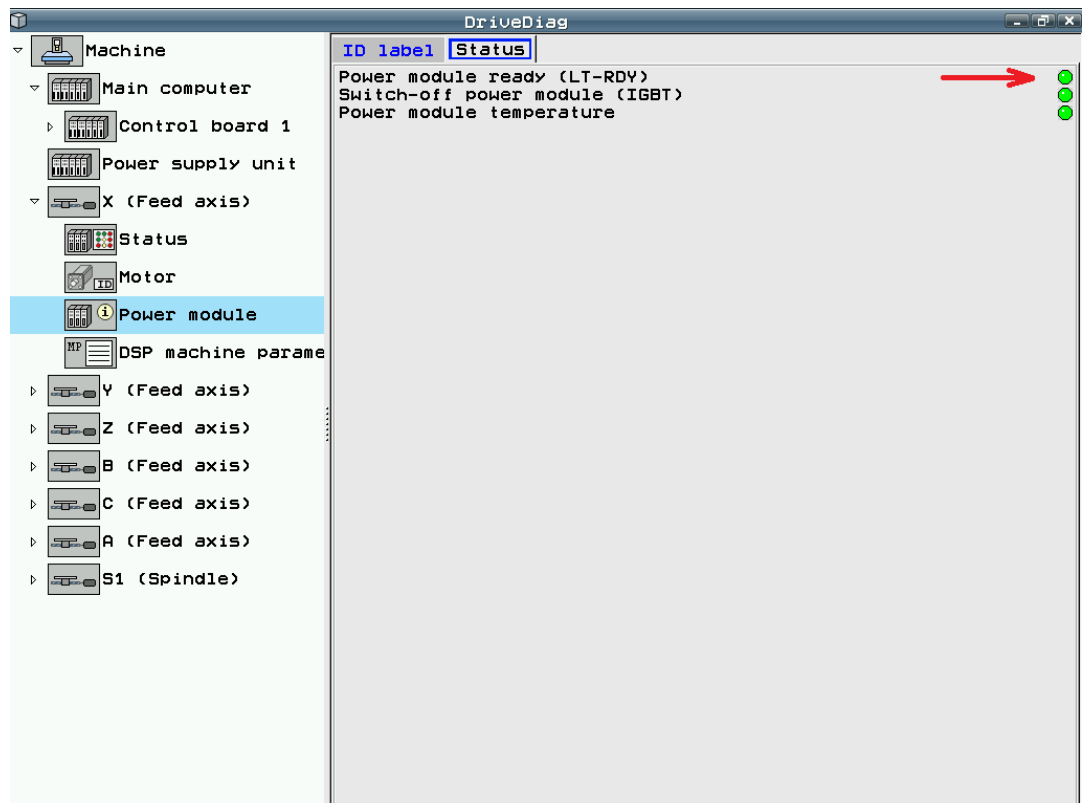 DriveDiag
Machine
Main computer
Control board 1
Power supply unit
X (Feed axis)
Status
ID
Motor
i
Power module
MP
DSP machine parame
Y (Feed axis)
Z (Feed axis)
B (Feed axis)
C (Feed axis)
A (Feed axis)
S1 (Spindle)
ID label Status
Power module ready (LT-RDY)
Switch-off power module (IGBT)
Power module temperature